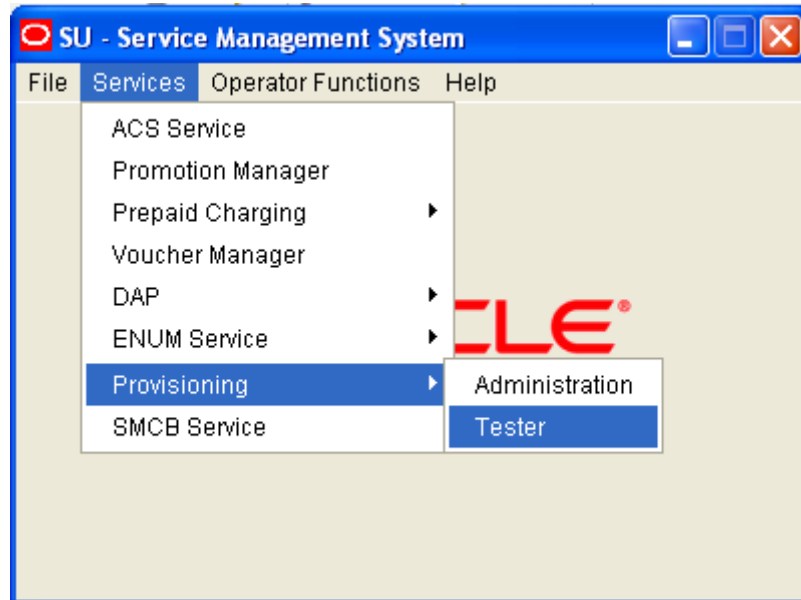 SU - Service Management System
File Services Operator Functions Help
ACS Service
Promotion Manager
Prepaid Charging
Voucher Manager
DAP
ENUM Service
Provisioning
SMCB Service
Administration
Tester
CLE®